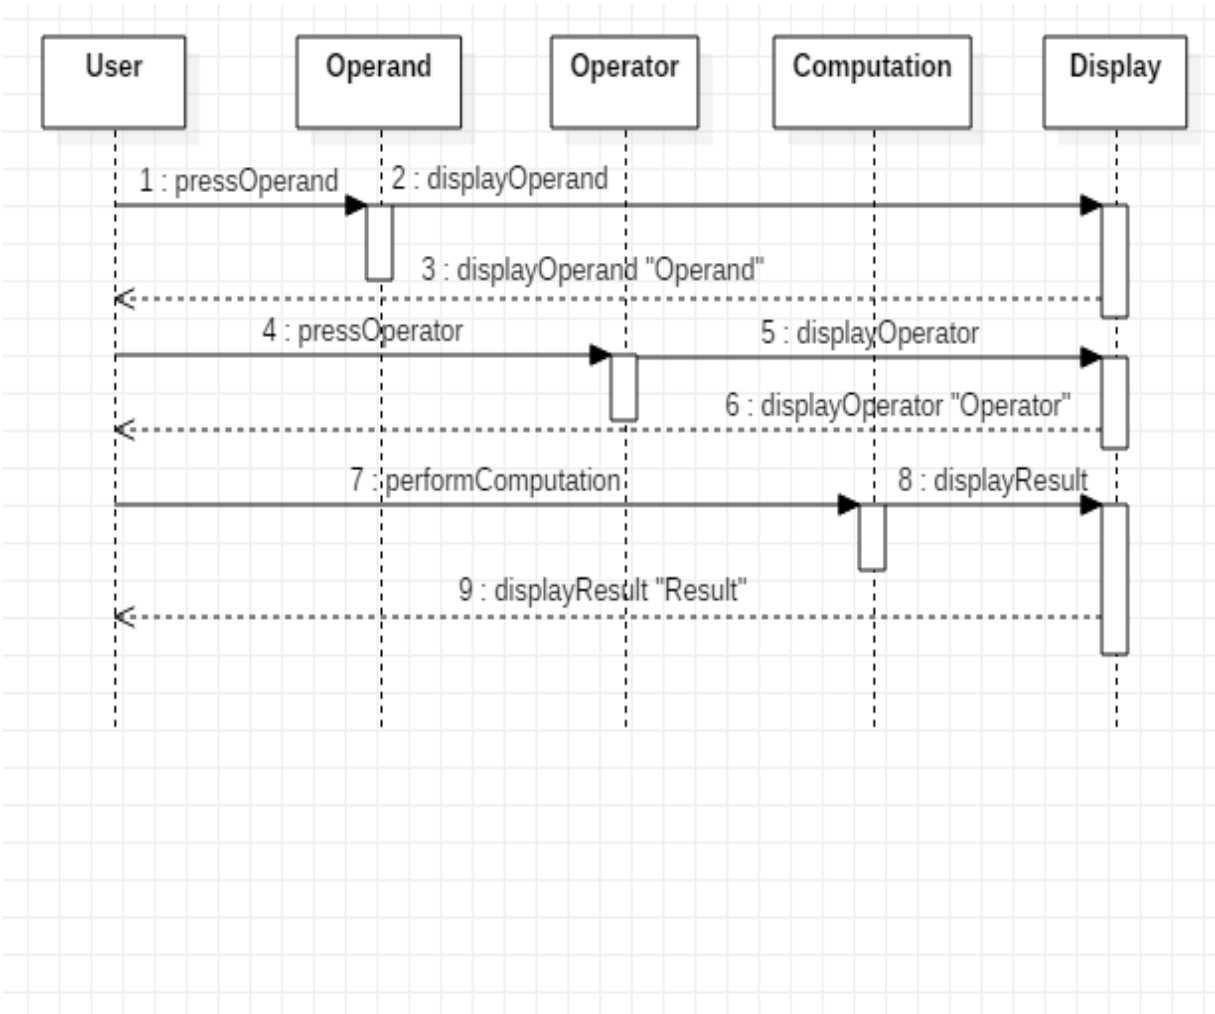 User
Operand
Operator
Computation
Display
1 : pressOperand
2 : displayOperand
3 : displayOperand "Operand"
4 : pressOperator
5 : displayOperator
6 : displayOperator "Operator"
7 : performComputation
8 : displayResult
9 : displayResult "Result"